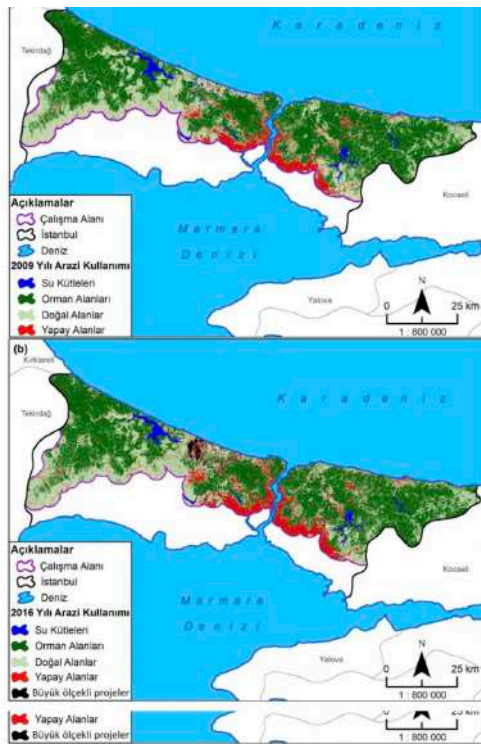 Karadeniz
Tekirdağ
Kocaeli
Açıklamalar
Çalışma Alanı
İstanbul
Deniz
2009 Yılı Arazi Kullanımı
Su Kütleleri
Orman Alanları
Doğal Alanlar
Yapay Alanlar
Marmara
Denizi
Yalova
N
0 25 km
1 : 800 000
(b)
Kırklareli
Karadeniz
Tekirdağ
Kocaeli
Açıklamalar
Çalışma Alanı
İstanbul
Deniz
2016 Yılı Arazi Kullanımı
Su Kütleleri
Orman Alanları
Doğal Alanlar
Yapay Alanlar
Büyük ölçekli projeler
Marmara
Denizi
Yalova
N
0 25 km
1 : 800 000
Yapay Alanlar
Büyük ölçekli projeler
0 25 km
1 : 800 000